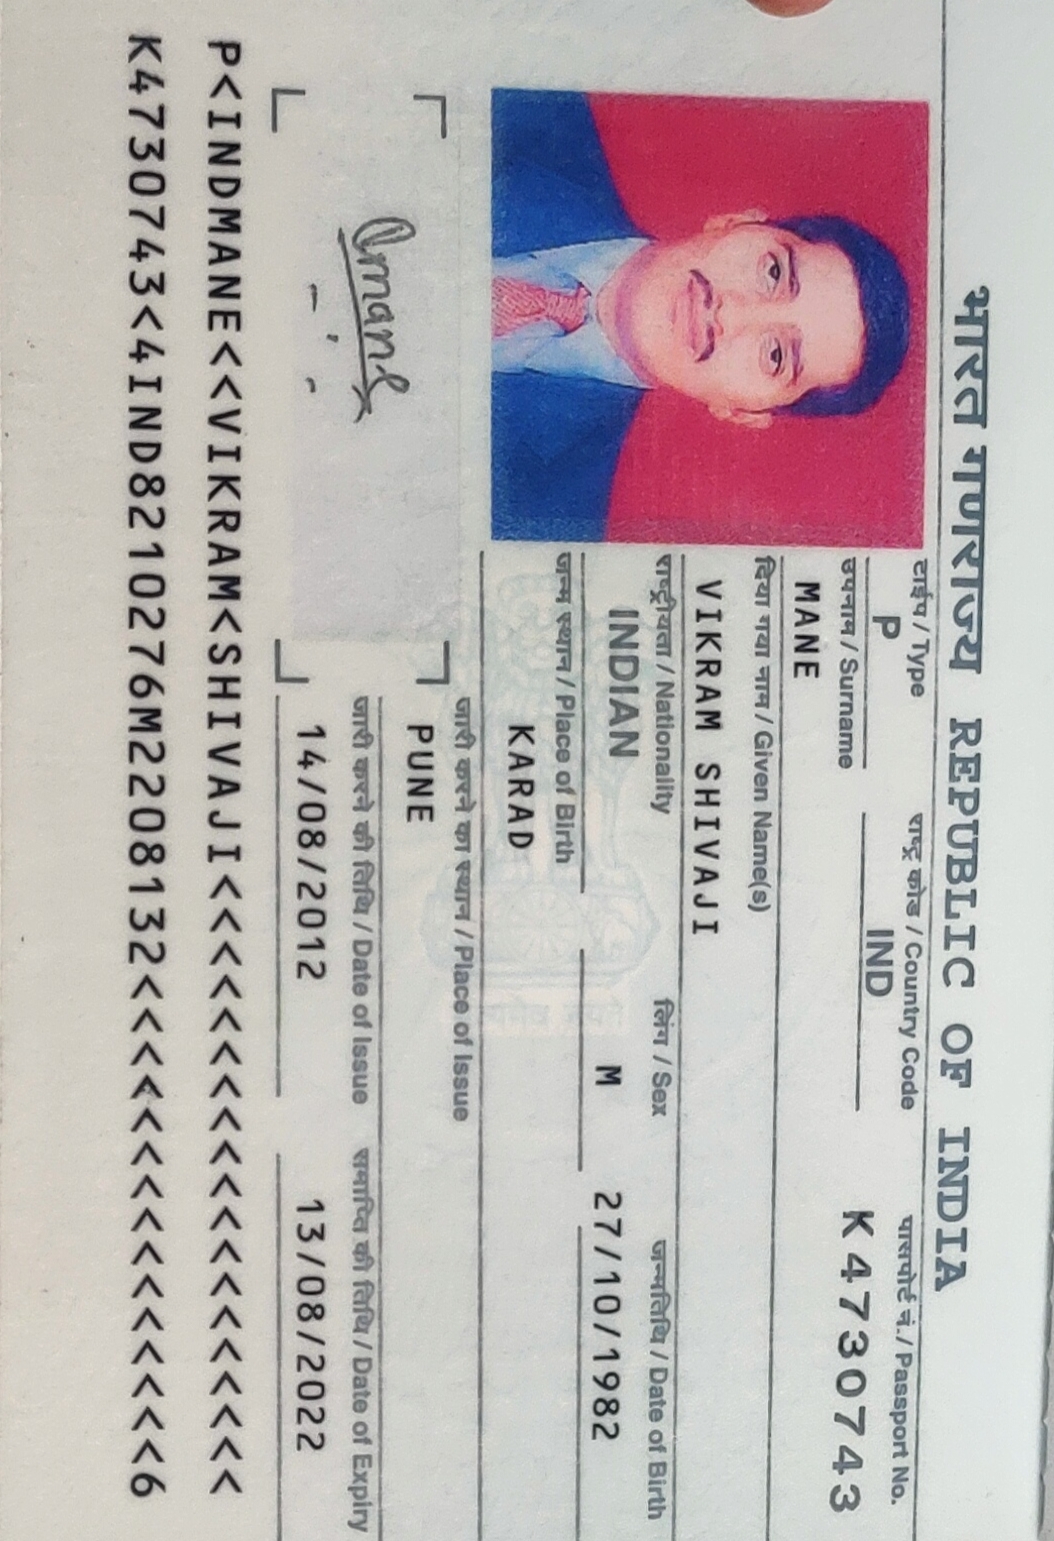 भारत गणराज्य REPUBLIC OF INDIA
टाईप / Type राष्ट्र कोड / Country Code पासपोर्ट नं. / Passport No.
P IND K4730743
उपनाम / Surname
MANE
दिया गया नाम / Given Name(s)
VIKRAM SHIVAJI
राष्ट्रीयता / Nationality लिंग / Sex जन्मतिथि / Date of Birth
INDIAN M 27/10/1982
जन्म स्थान / Place of Birth
KARAD
जारी करने का स्थान / Place of Issue
PUNE
जारी करने की तिथि / Date of Issue समाप्ति की तिथि / Date of Expiry
14/08/2012 13/08/2022
P<INDMANE<<VIKRAM<SHIVAJI<<<<<<<<<<<<<<<<<<<
K4730743<4IND8210276M2208132<<<<<<<<<<<<<<<6